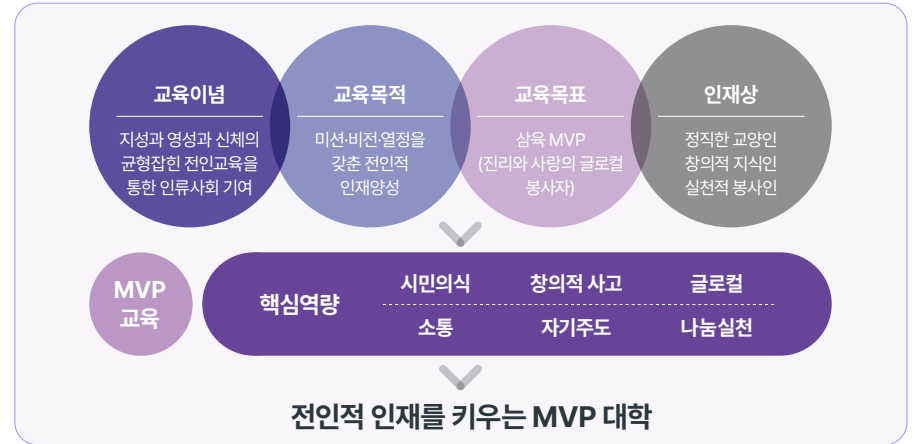 교육이념
지성과 영성과 신체의
균형잡힌 전인교육을
통한 인류사회 기여
교육목적
미션·비전·열정을
갖춘 전인적
인재양성
교육목표
삼육 MVP
(진리와 사랑의 글로컬
봉사자)
인재상
정직한 교양인
창의적 지식인
실천적 봉사인
MVP
교육
핵심역량
시민의식 창의적 사고 글로컬
소통 자기주도 나눔실천
전인적 인재를 키우는 MVP 대학